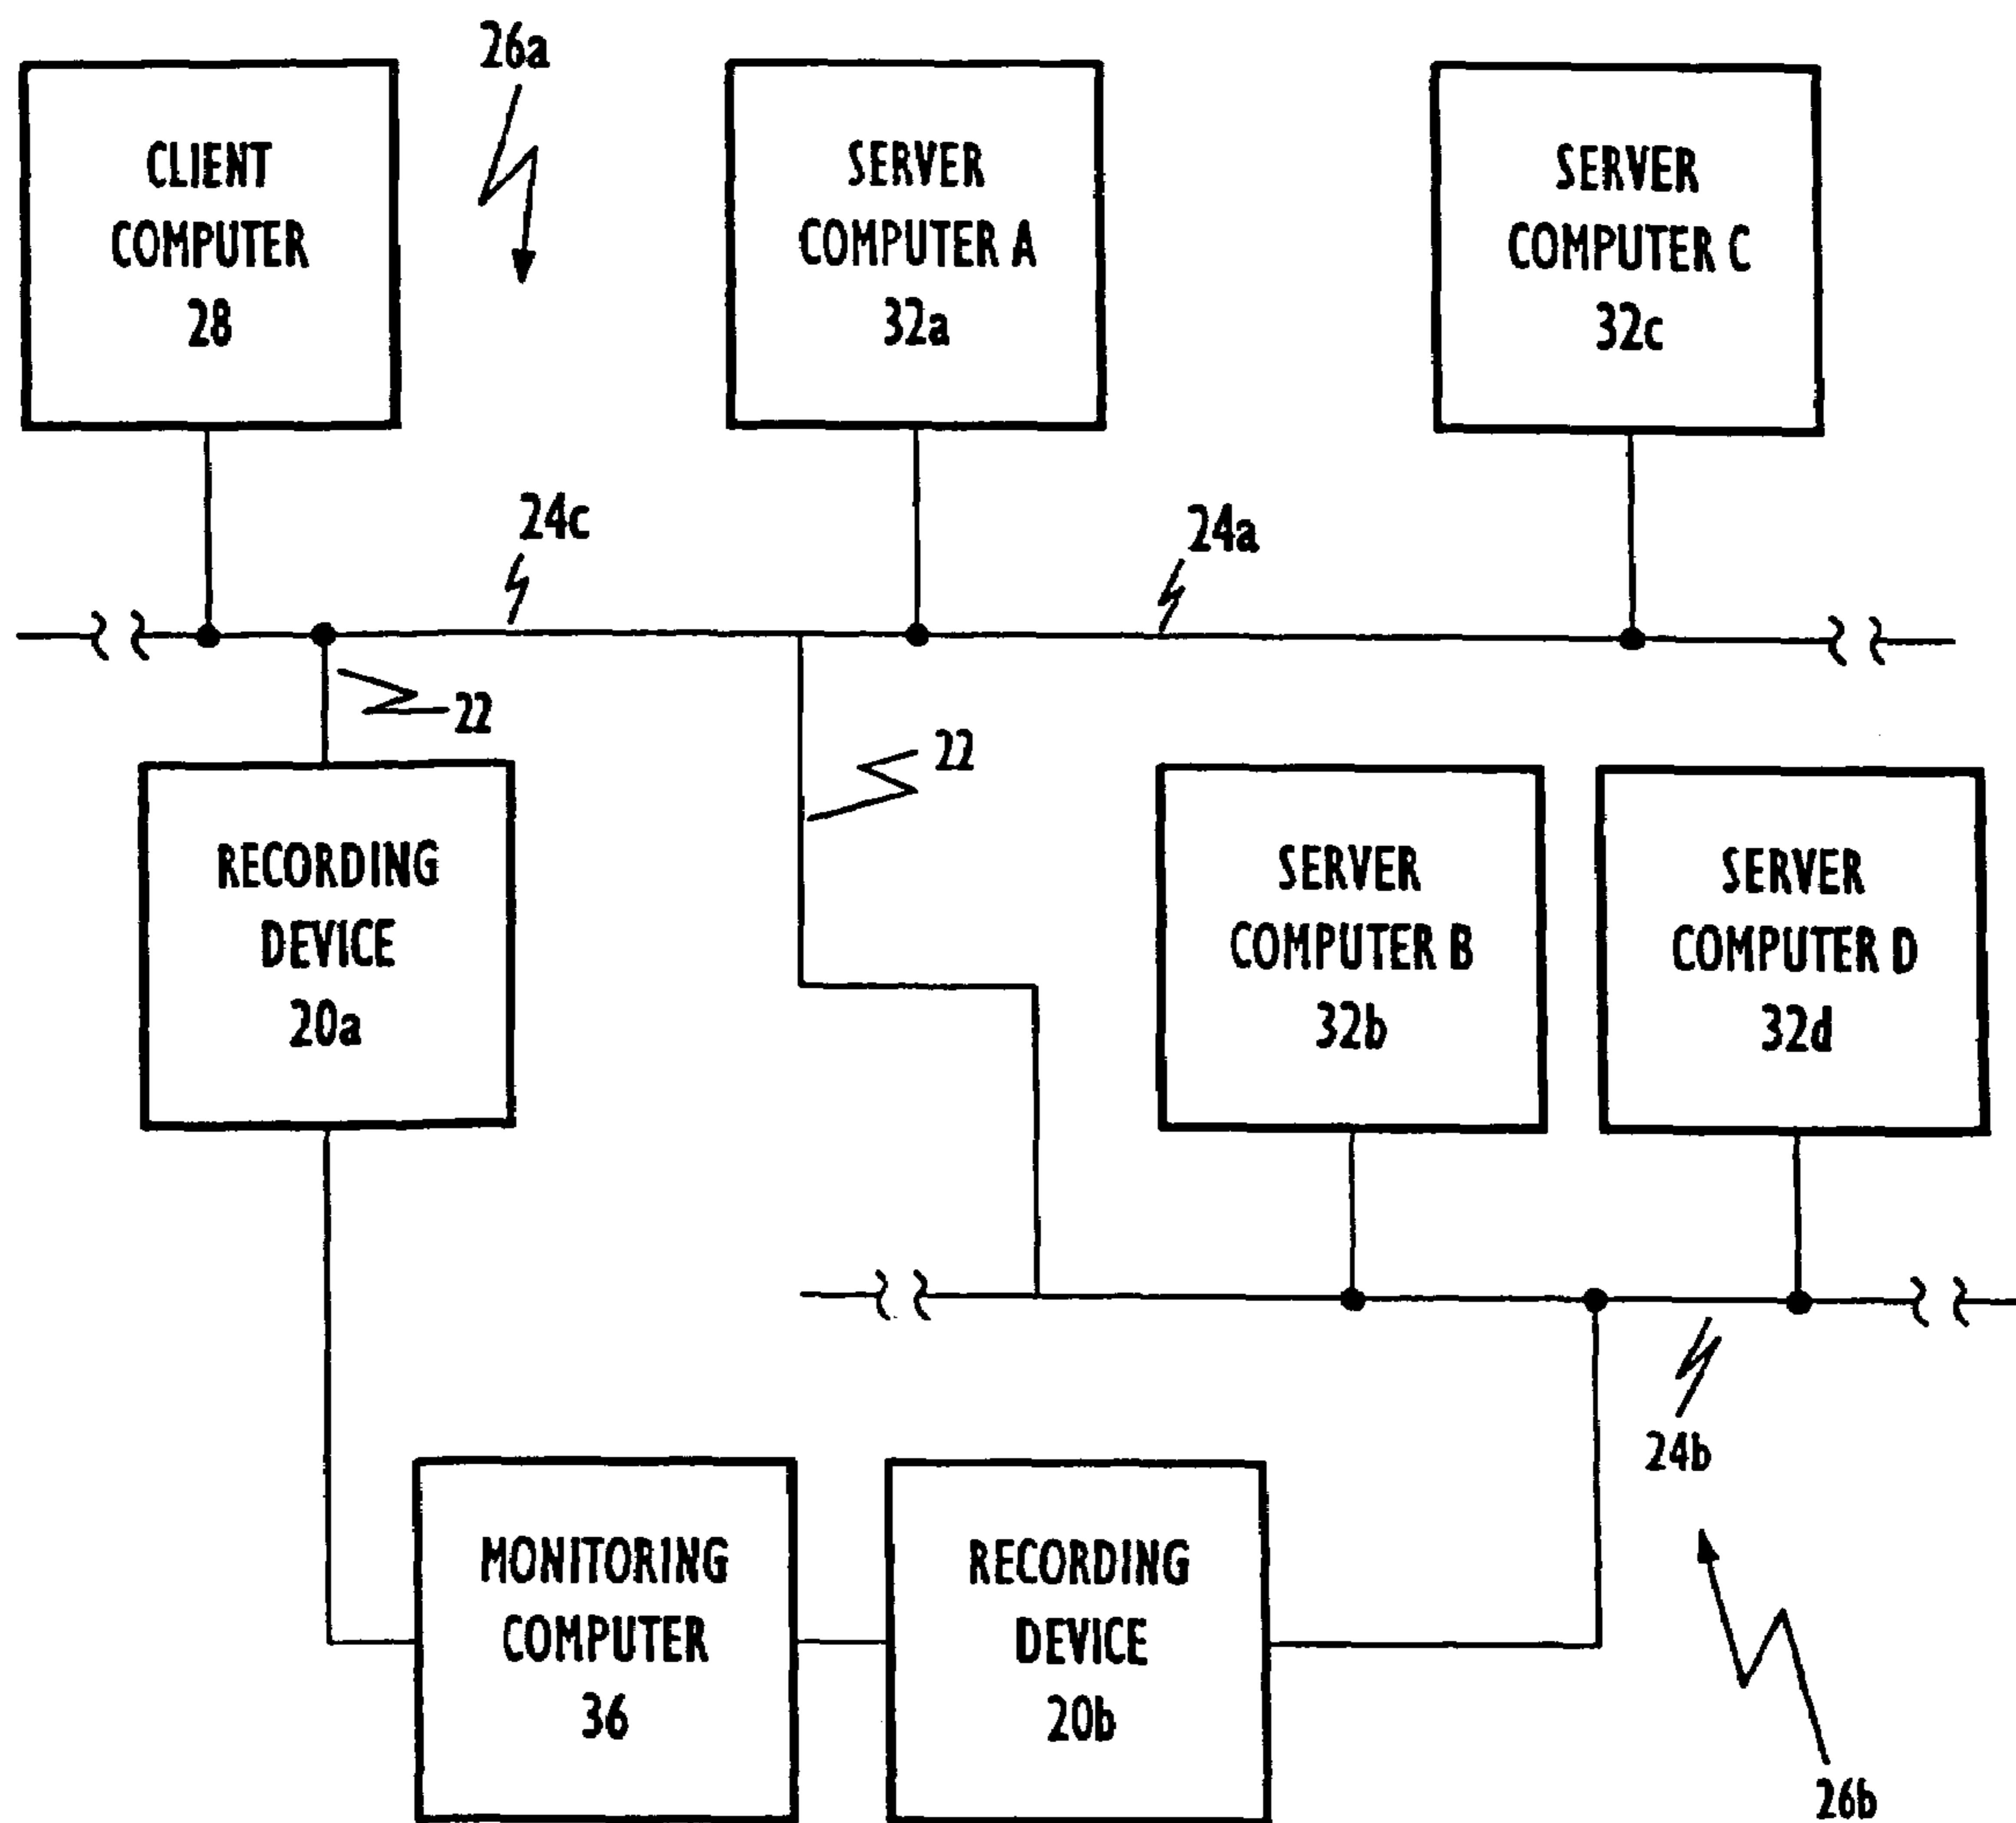 26a
CLIENT
COMPUTER
28
SERVER
COMPUTER A
32a
SERVER
COMPUTER C
32c
24c
24a
22
22
RECORDING
DEVICE
20a
SERVER
COMPUTER B
32b
SERVER
COMPUTER D
32d
24b
MONITORING
COMPUTER
36
RECORDING
DEVICE
20b
26b